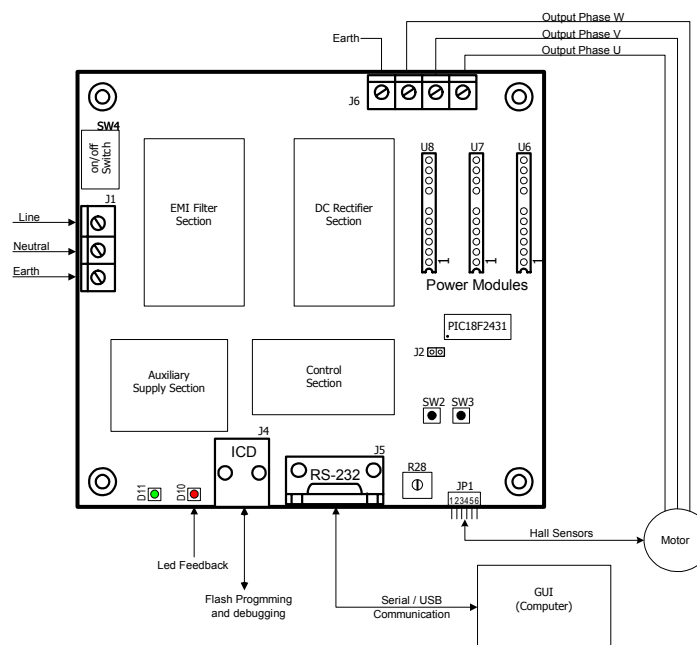 Output Phase W
Output Phase V
Output Phase U
Earth
J6
SW4
on/off
Switch
U8
U7
U6
J1
EMI Filter
Section
DC Rectifier
Section
Line
Neutral
Earth
1
1
1
Power Modules
PIC18F2431
J2
Auxiliary
Supply Section
Control
Section
SW2
SW3
J4
ICD
J5
RS-232
R28
JP1
123456
D11
D10
Hall Sensors
Motor
Led Feedback
Flash Progmming
and debugging
Serial / USB
Communication
GUI
(Computer)